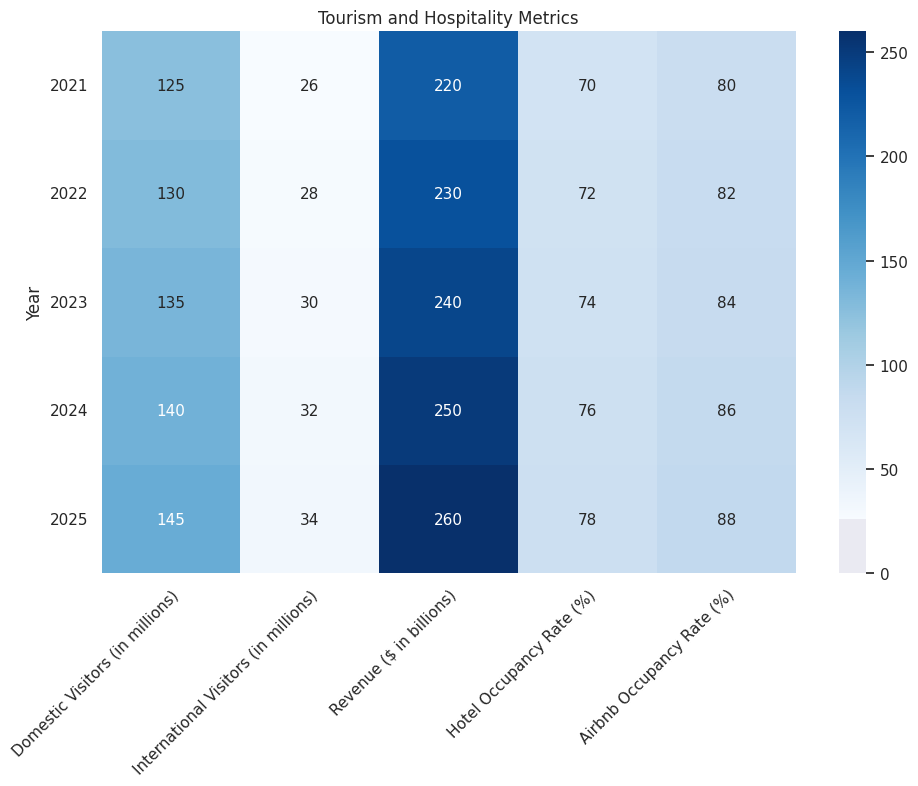 Tourism and Hospitality Metrics
Year
2021 125 26 220 70 80
2022 130 28 230 72 82
2023 135 30 240 74 84
2024 140 32 250 76 86
2025 145 34 260 78 88
Domestic Visitors (in millions)
International Visitors (in millions)
Revenue ($ in billions)
Hotel Occupancy Rate (%)
Airbnb Occupancy Rate (%)
250
200
150
100
50
0